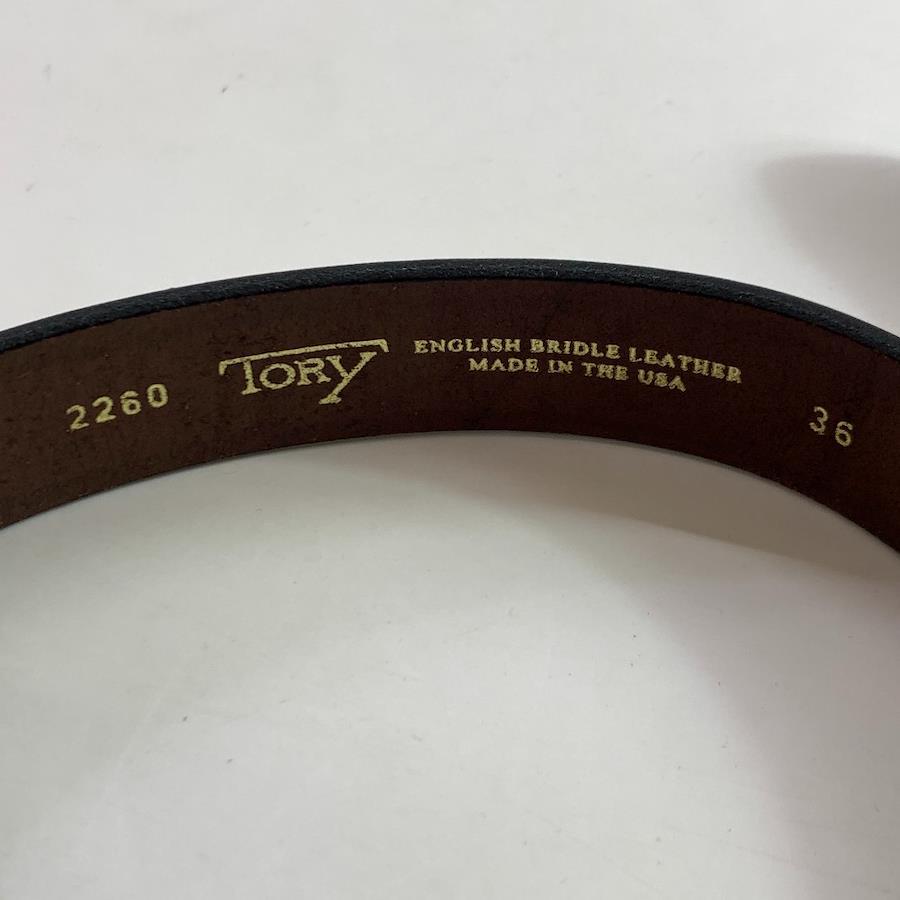 2260
TORY
ENGLISH BRIDLE LEATHER
MADE IN THE USA
36